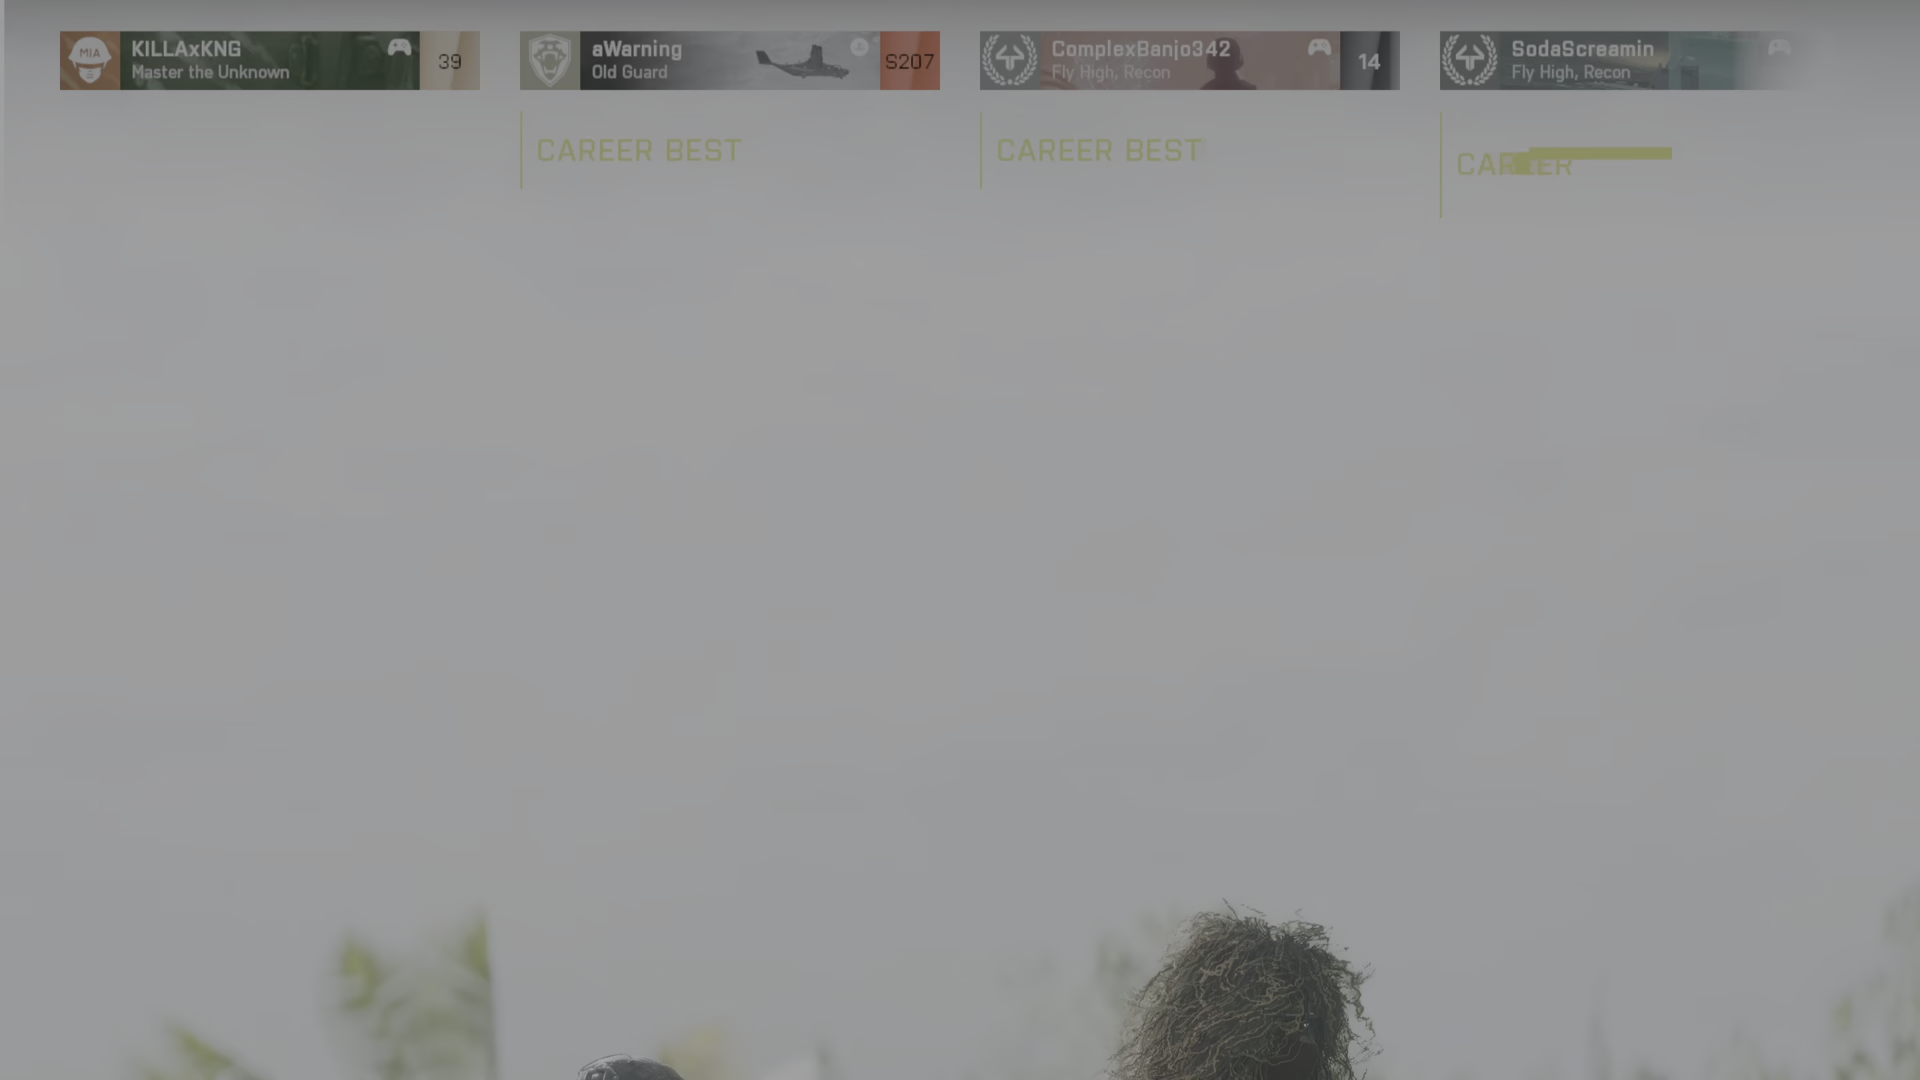 MIA
KILLAxKNG
Master the Unknown
39
aWarning
Old Guard
S207
ComplexBanjo342
Fly High, Recon
14
SodaScreamin
Fly High, Recon
CAREER BEST
CAREER BEST
CAREER